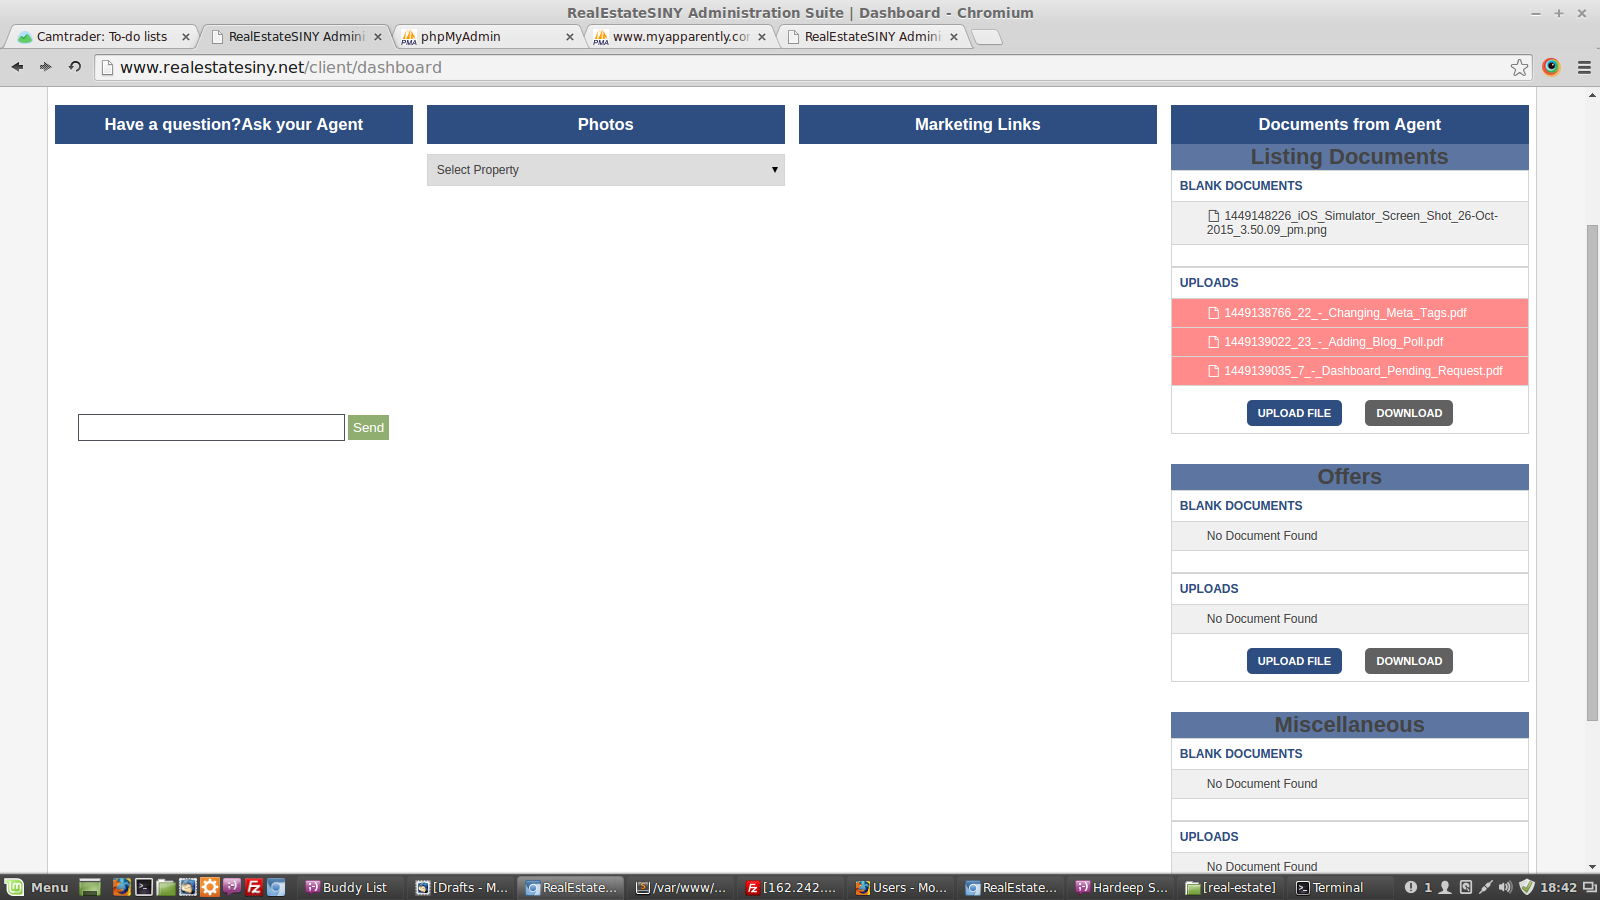 RealEstateSINY Administration Suite | Dashboard - Chromium
Camtrader: To-do lists
RealEstateSINY Admini
phpMyAdmin
www.myapparently.co
RealEstateSINY Admini
www.realestatesiny.net/client/dashboard
Have a question?Ask your Agent
Send
Photos
Select Property
Marketing Links
Documents from Agent
Listing Documents
BLANK DOCUMENTS
1449148226_iOS_Simulator_Screen_Shot_26-Oct-
2015_3.50.09_pm.png
UPLOADS
1449138766_22_-_Changing_Meta_Tags.pdf
1449139022_23_-_Adding_Blog_Poll.pdf
1449139035_7_-_Dashboard_Pending_Request.pdf
UPLOAD FILE
DOWNLOAD
Offers
BLANK DOCUMENTS
No Document Found
UPLOADS
No Document Found
UPLOAD FILE
DOWNLOAD
Miscellaneous
BLANK DOCUMENTS
No Document Found
UPLOADS
No Document Found
Menu
Buddy List
[Drafts - M...
RealEstate...
/var/www/...
[162.242....
Users - Mo...
RealEstate...
Hardeep S...
[real-estate]
Terminal
1
18:42